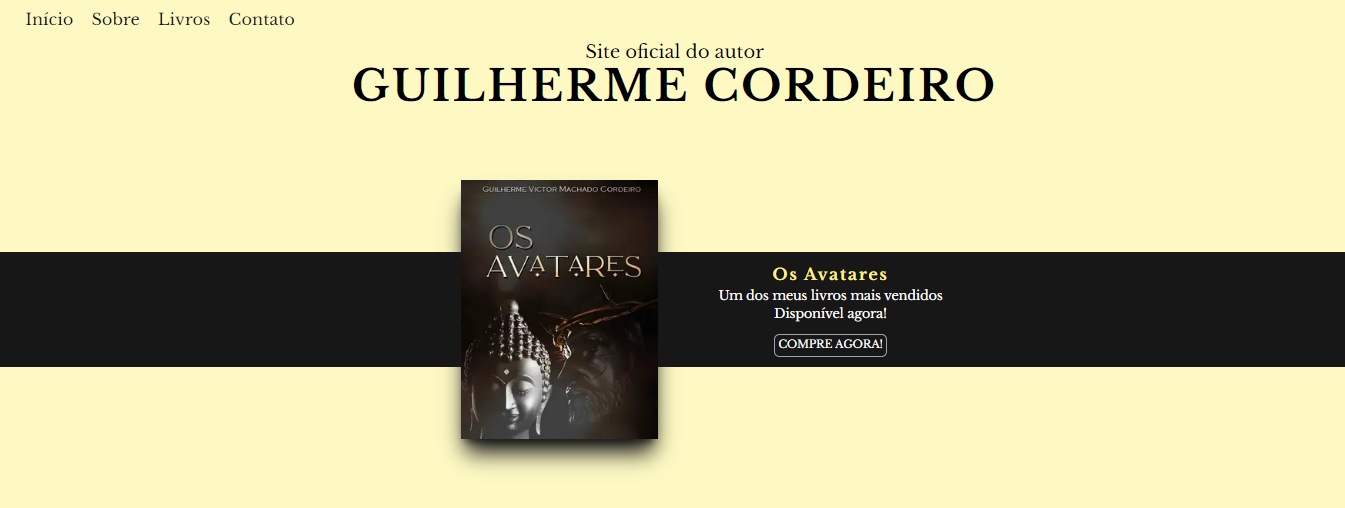 Início Sobre Livros Contato
Site oficial do autor
GUILHERME CORDEIRO
Guilherme Victor Machado Cordeiro
OS
AVATARES
Os Avatares
Um dos meus livros mais vendidos
Disponível agora!
COMPRE AGORA!